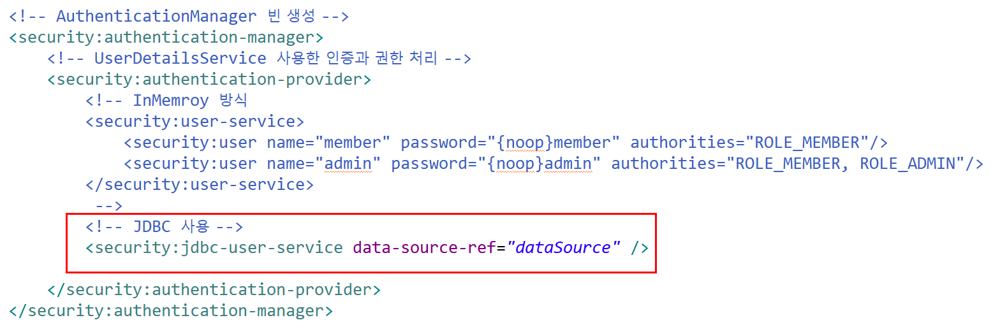 <!-- AuthenticationManager 빈 생성 -->
<security:authentication-manager>
<!-- UserDetailsService 사용한 인증과 권한 처리 -->
<security:authentication-provider>
<!-- InMemroy 방식
<security:user-service>
<security:user name="member" password="{noop}member" authorities="ROLE_MEMBER"/>
<security:user name="admin" password="{noop}admin" authorities="ROLE_MEMBER, ROLE_ADMIN"/>
</security:user-service>
-->
<!-- JDBC 사용 -->
<security:jdbc-user-service data-source-ref="dataSource" />
</security:authentication-provider>
</security:authentication-manager>